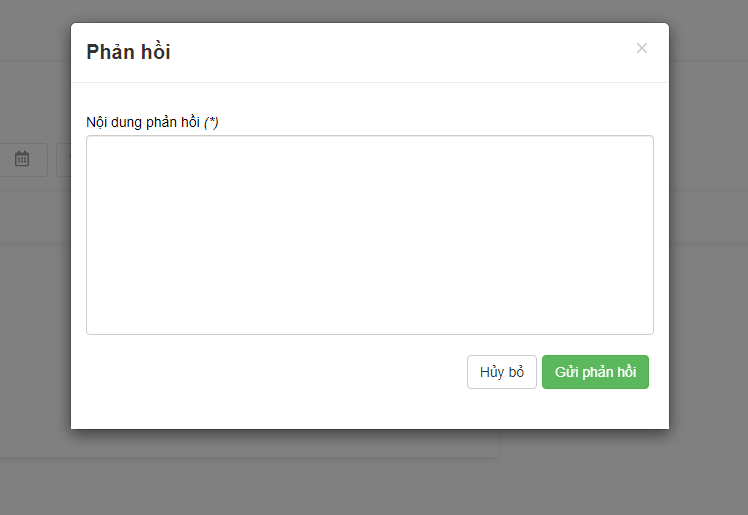 Phản hồi
×
Nội dung phản hồi (*)
Hủy bỏ
Gửi phản hồi